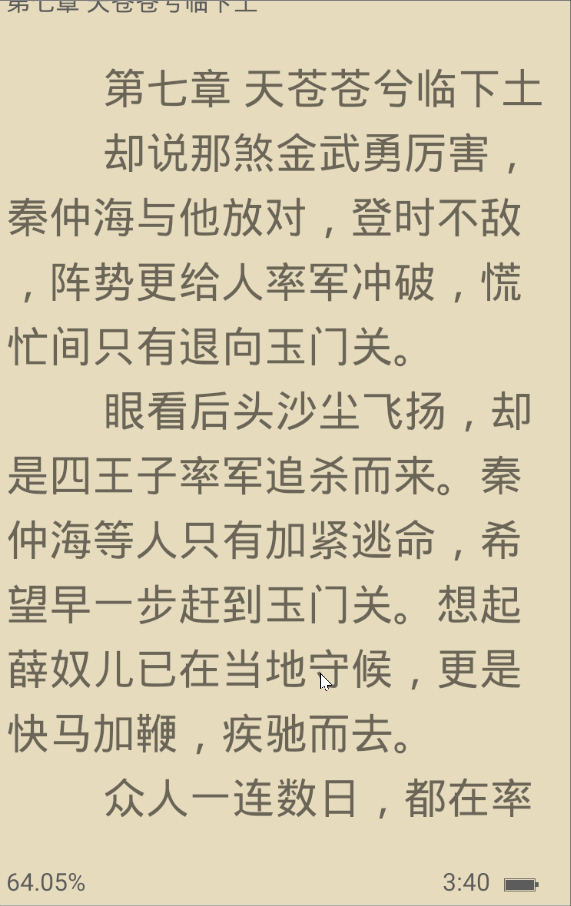 第七章 天苍苍兮临下土
第七章 天苍苍兮临下土
却说那煞金武勇厉害，
秦仲海与他放对，登时不敌
，阵势更给人率军冲破，慌
忙间只有退向玉门关。
眼看后头沙尘飞扬，却
是四王子率军追杀而来。秦
仲海等人只有加紧逃命，希
望早一步赶到玉门关。想起
薛奴儿已在当地守候，更是
快马加鞭，疾驰而去。
众人一连数日，都在率
64.05%
3:40